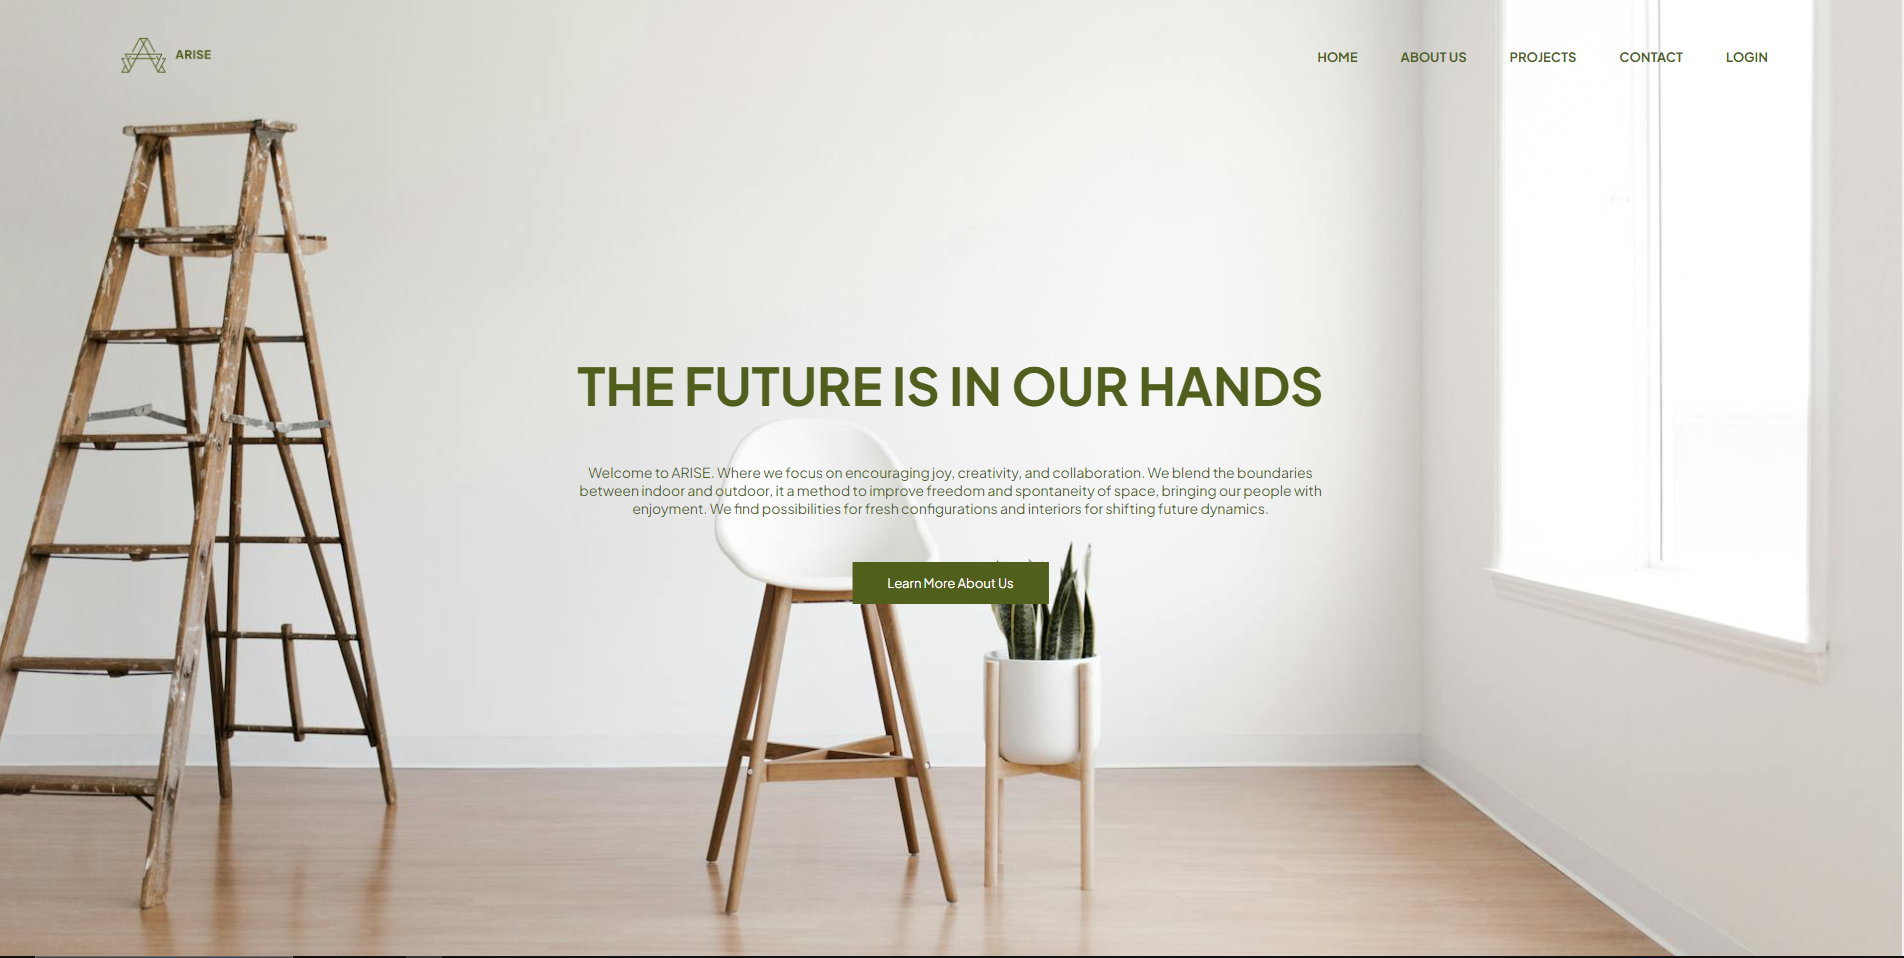 ARISE
HOME ABOUT US PROJECTS CONTACT LOGIN
THE FUTURE IS IN OUR HANDS
Welcome to ARISE. Where we focus on encouraging joy, creativity, and collaboration. We blend the boundaries
between indoor and outdoor, it a method to improve freedom and spontaneity of space, bringing our people with
enjoyment. We find possibilities for fresh configurations and interiors for shifting future dynamics.
Learn More About Us